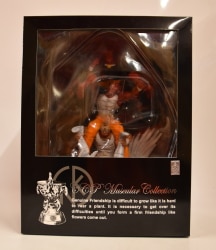 S.C.P Muscular Collection
Genuine Friendship is difficult to grow like it is hard
to rear a plant. It is necessary to get over its
difficulties until you form a firm friendship like
flowers come out.